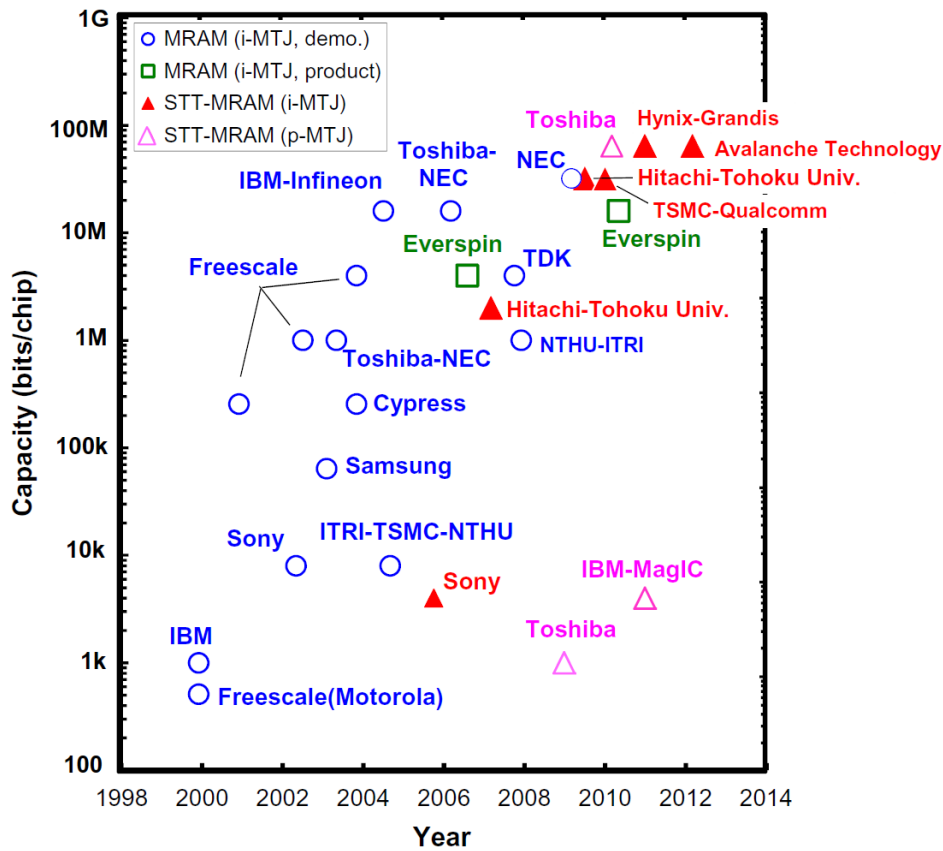 1G
MRAM (i-MTJ, demo.)
MRAM (i-MTJ, product)
STT-MRAM (i-MTJ)
STT-MRAM (p-MTJ)
100M
Toshiba
Hynix-Grandis
Toshiba-
NEC
NEC
Avalanche Technology
IBM-Infineon
Hitachi-Tohoku Univ.
TSMC-Qualcomm
10M
Everspin
Everspin
Freescale
TDK
Hitachi-Tohoku Univ.
1M
Toshiba-NEC
NTHU-ITRI
Cypress
100k
Samsung
Sony
ITRI-TSMC-NTHU
10k
Sony
IBM-MagIC
IBM
Toshiba
1k
Freescale(Motorola)
100
1998 2000 2002 2004 2006 2008 2010 2012 2014
Year
Capacity (bits/chip)